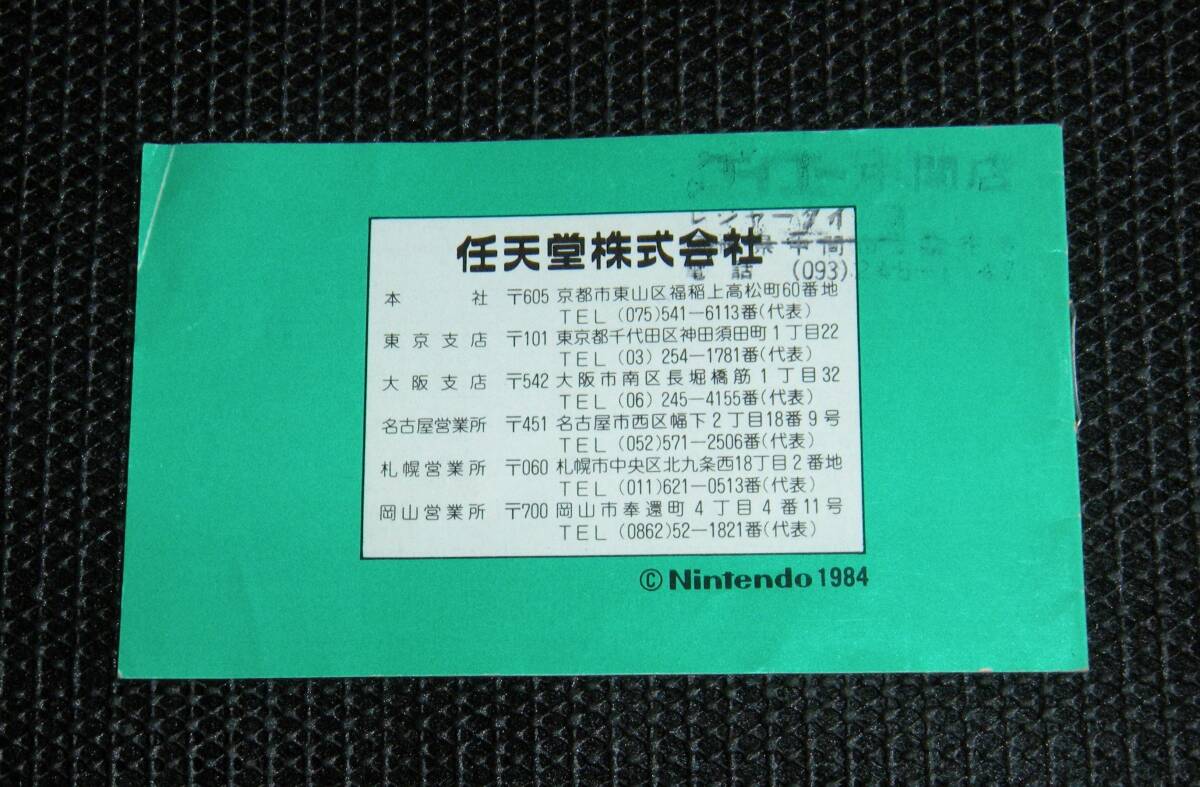 レジャータイ
任天堂株式会社
電話 (093)
本社 〒605 京都市東山区福稲上高松町60番地
TEL (075)541—6113番(代表)
東京支店 〒101 東京都千代田区神田須田町1丁目22
TEL (03) 254—1781番(代表)
大阪支店 〒542 大阪市南区長堀橋筋1丁目32
TEL (06) 245—4155番(代表)
名古屋営業所 〒451 名古屋市西区幅下2丁目18番9号
TEL (052)571—2506番(代表)
札幌営業所 〒060 札幌市中央区北九条西18丁目2番地
TEL (011)621—0513番(代表)
岡山営業所 〒700 岡山市奉還町4丁目4番11号
TEL (0862)52—1821番(代表)
©Nintendo 1984